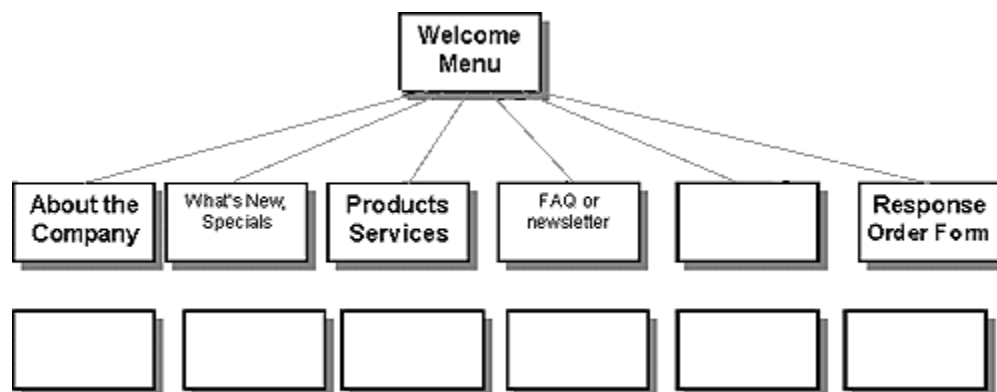 Welcome
Menu
About the
Company
What's New,
Specials
Products
Services
FAQ or
newsletter
Response
Order Form